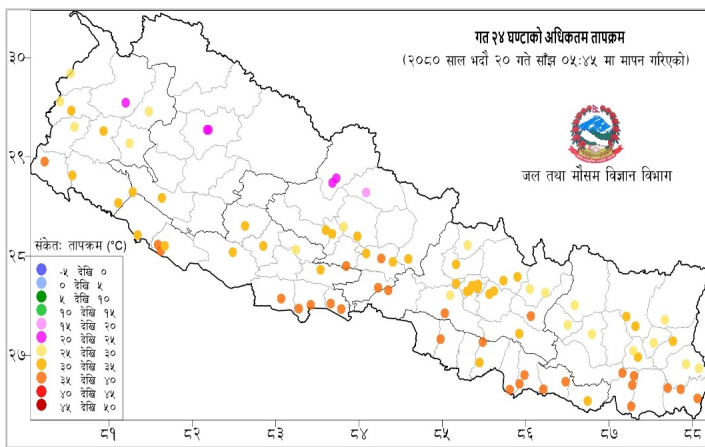 गत २४ घण्टाको अधिकतम तापक्रम
(२०८० साल भदौ २० गते साँझ ०५:४५ मा मापन गरिएको)
जल तथा मौसम विज्ञान विभाग
३०
२९
२८
२७
संकेत: तापक्रम (°C)
-५ देखि ०
० देखि ५
५ देखि १०
१० देखि १५
१५ देखि २०
२० देखि २५
२५ देखि ३०
३० देखि ३५
३५ देखि ४०
४० देखि ४५
४५ देखि ५०
८१ ८२ ८३ ८४ ८५ ८६ ८७ ८८